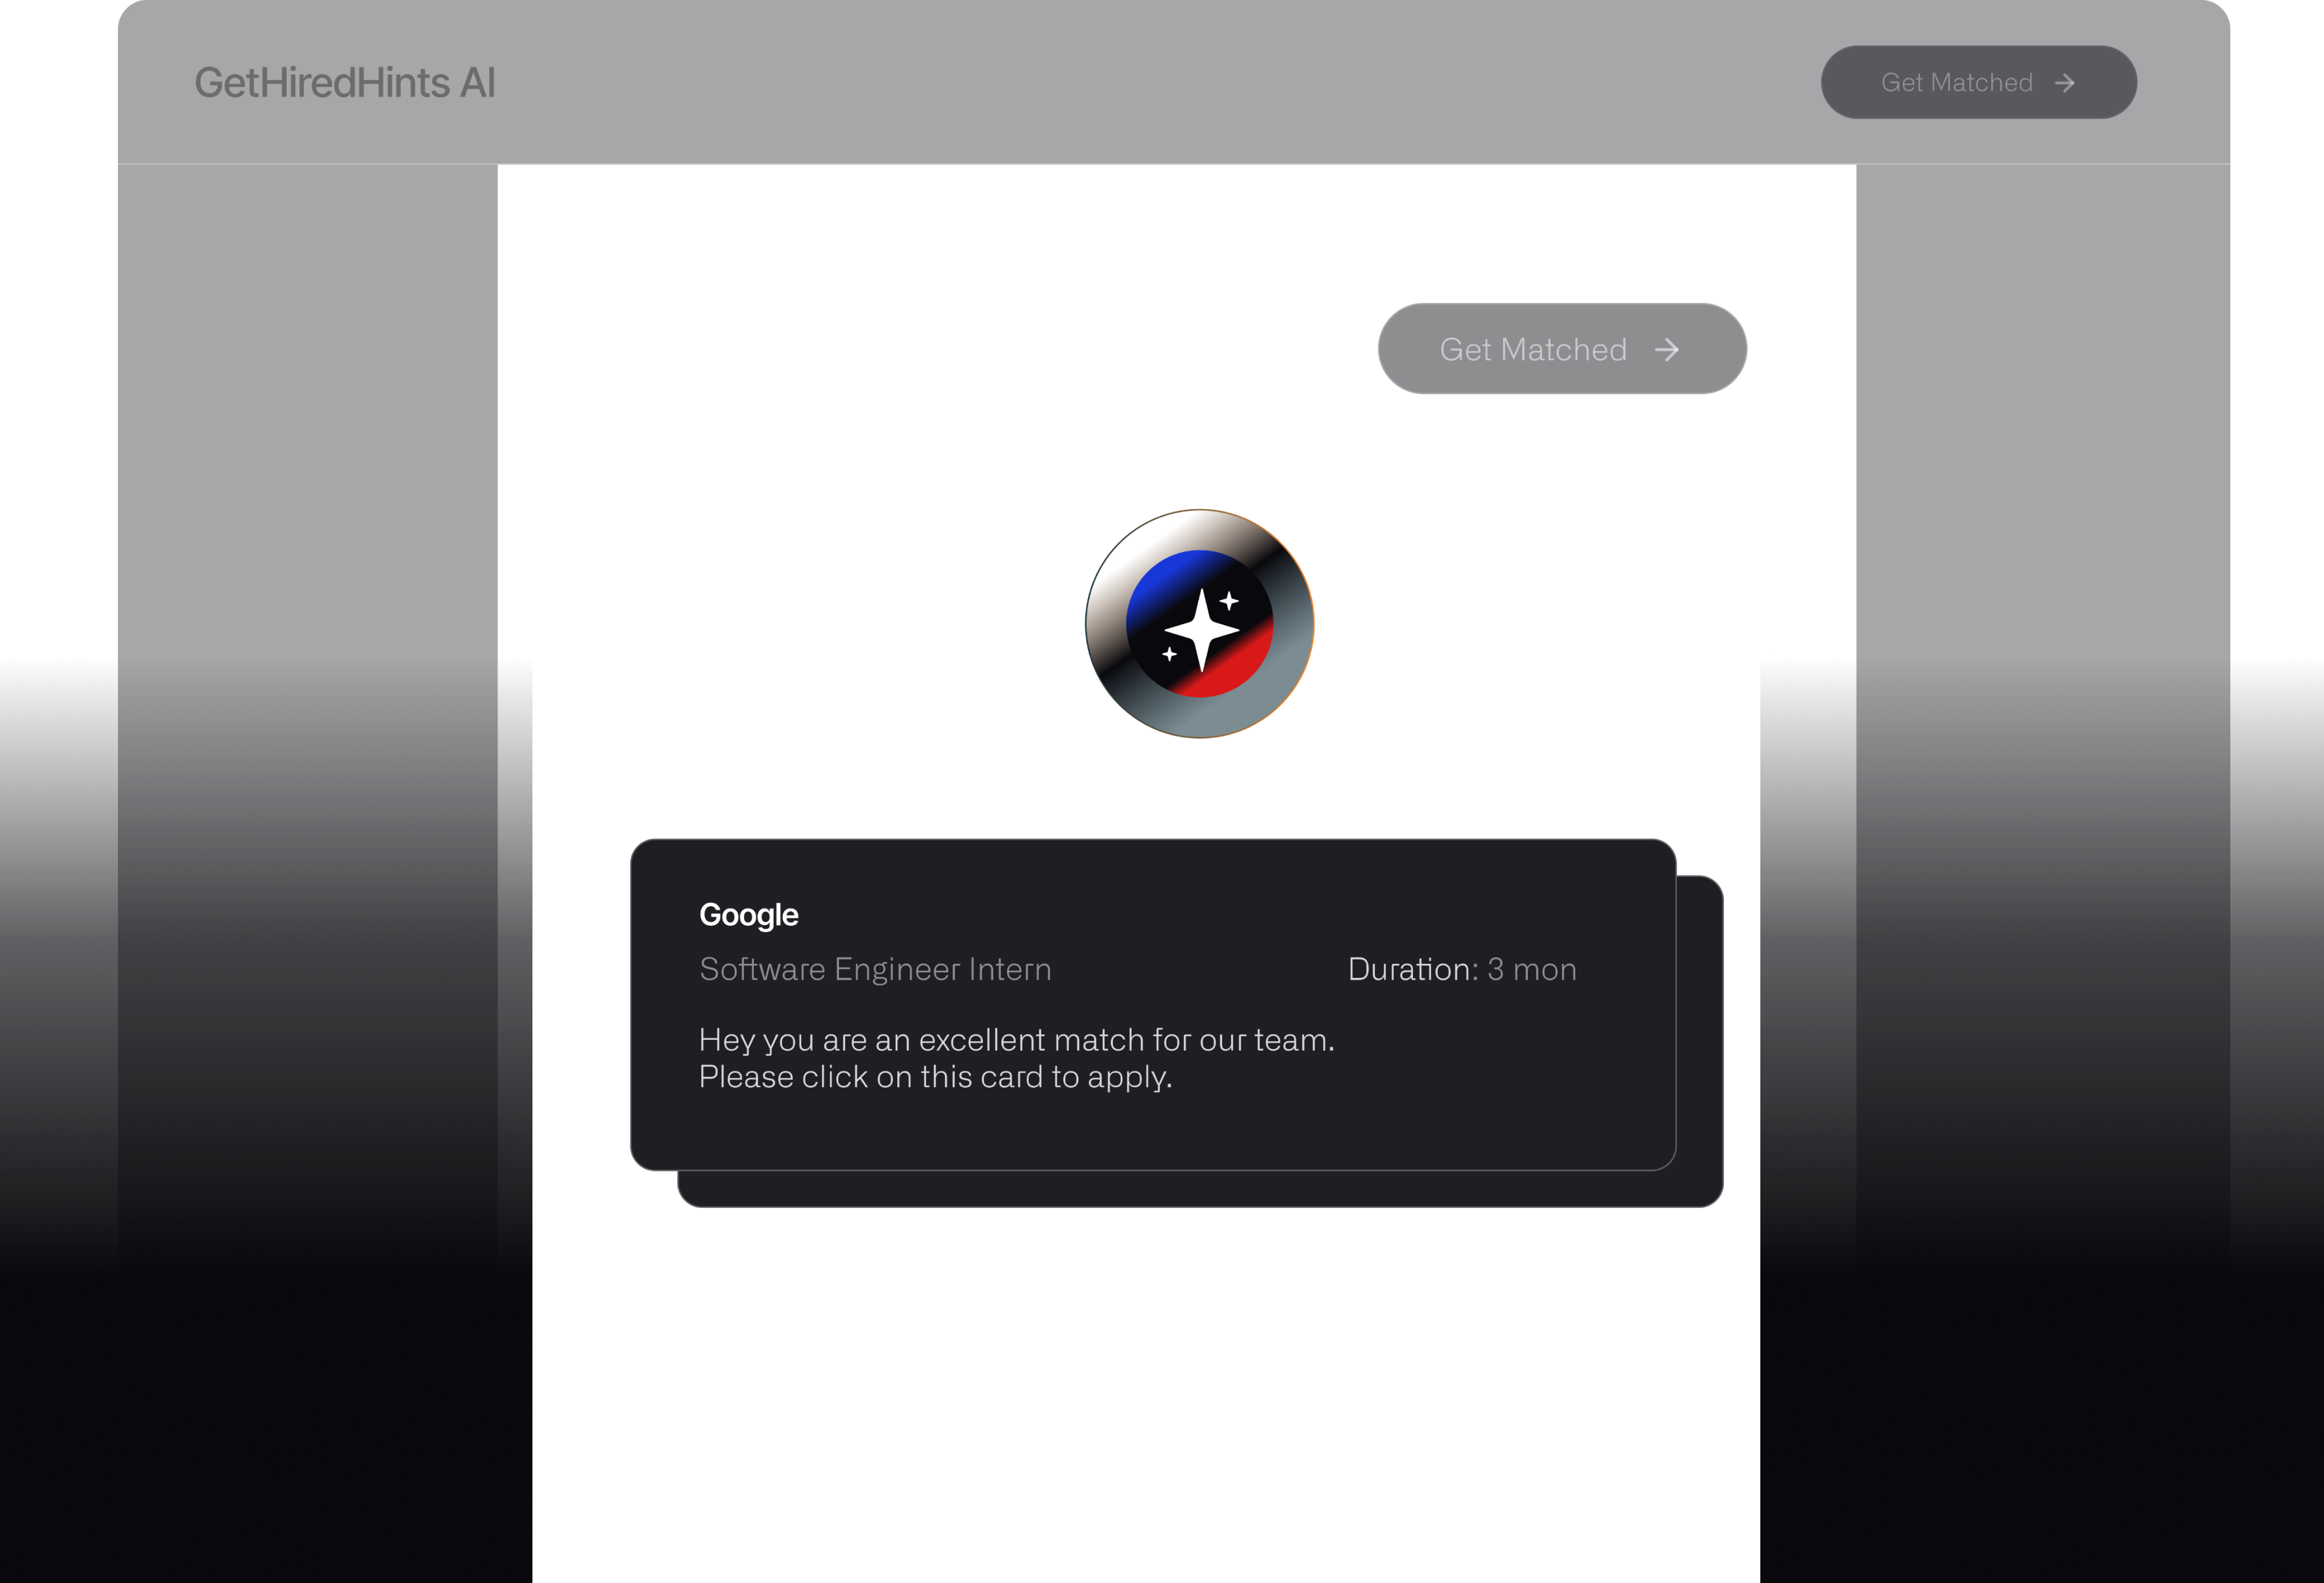 GetHiredHints AI
Get Matched
Get Matched
Google
Software Engineer Intern
Duration: 3 mon
Hey you are an excellent match for our team.
Please click on this card to apply.